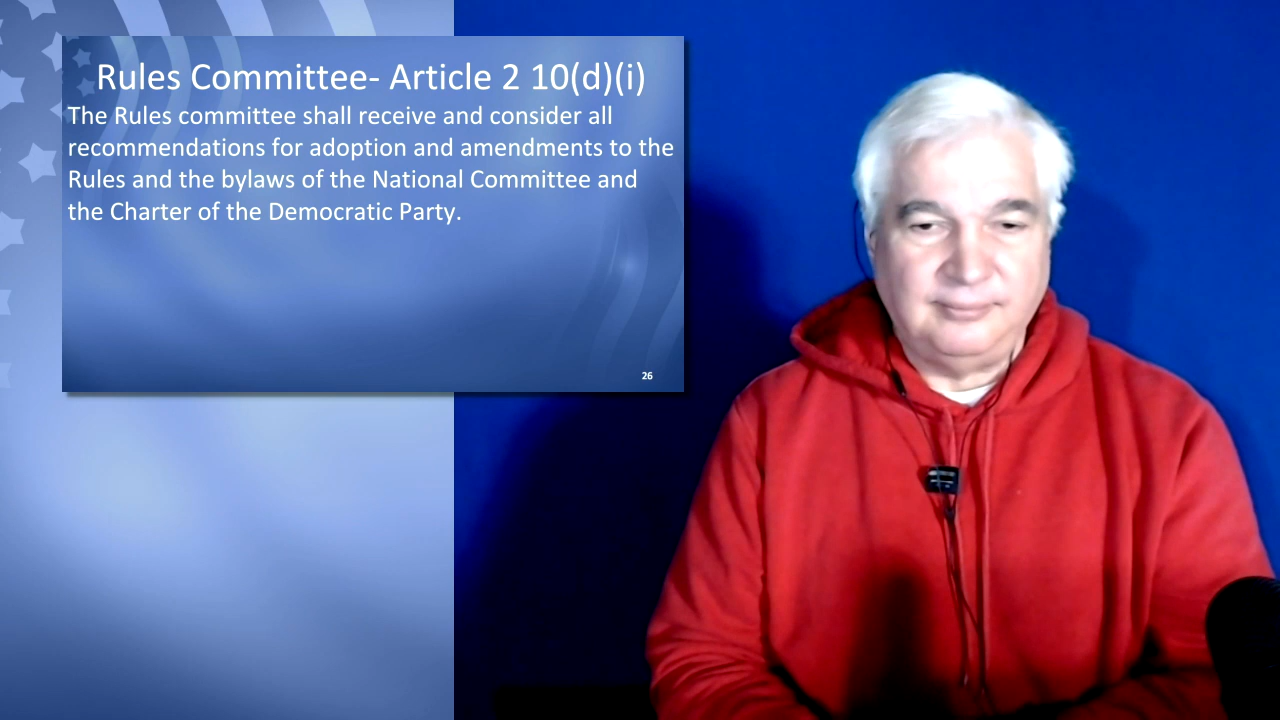 Rules Committee- Article 2 10(d)(i)
The Rules committee shall receive and consider all
recommendations for adoption and amendments to the
Rules and the bylaws of the National Committee and
the Charter of the Democratic Party.
26